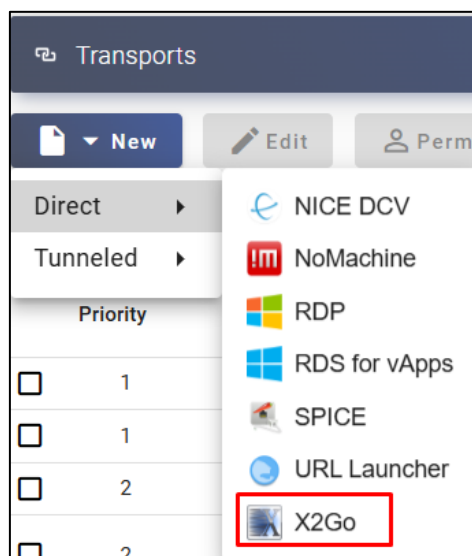 Transports
New
Edit
Perm
Direct
Tunneled
NICE DCV
NoMachine
RDP
RDS for vApps
SPICE
URL Launcher
X2Go
Priority
1
1
2
2